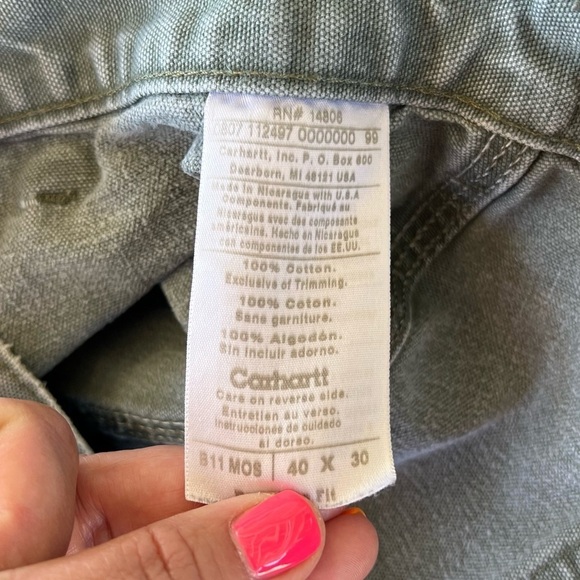 RN# 14806
0807 112497 0000000 99
Carhartt, Inc. P. O. Box 600
Dearborn, MI 48121 USA
Made in Nicaragua with U.S.A
Components. Fabriqué au
Nicaragua avec des composants
américains. Hecho en Nicaragua
con componentes de los EE.UU.
100% Cotton.
Exclusive of Trimming.
100% Coton.
Sans garniture.
100% Algodón.
Sin incluir adorno.
Carhartt
Care on reverse side.
Entretien au verso.
Instrucciones de cuidado
al dorso.
B11 MOS 40 X 30
Fit